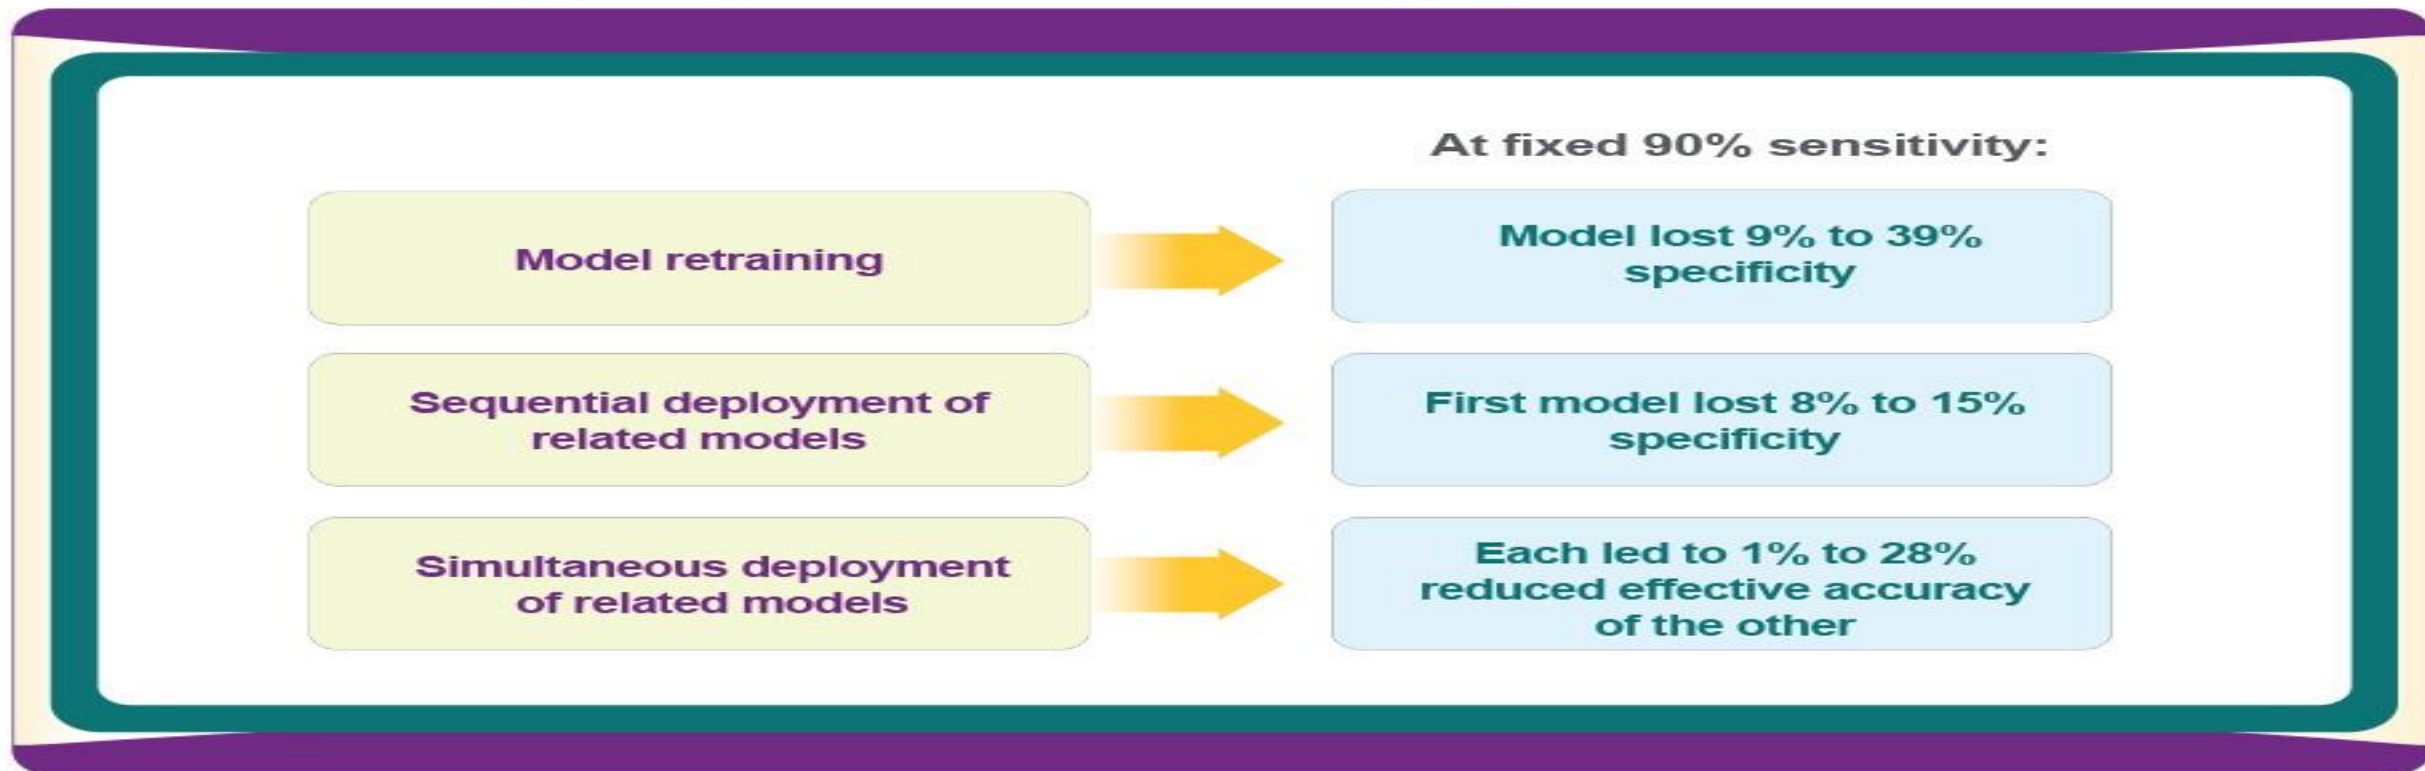 At fixed 90% sensitivity:
Model retraining
Model lost 9% to 39%
specificity
Sequential deployment of
related models
First model lost 8% to 15%
specificity
Simultaneous deployment
of related models
Each led to 1% to 28%
reduced effective accuracy
of the other